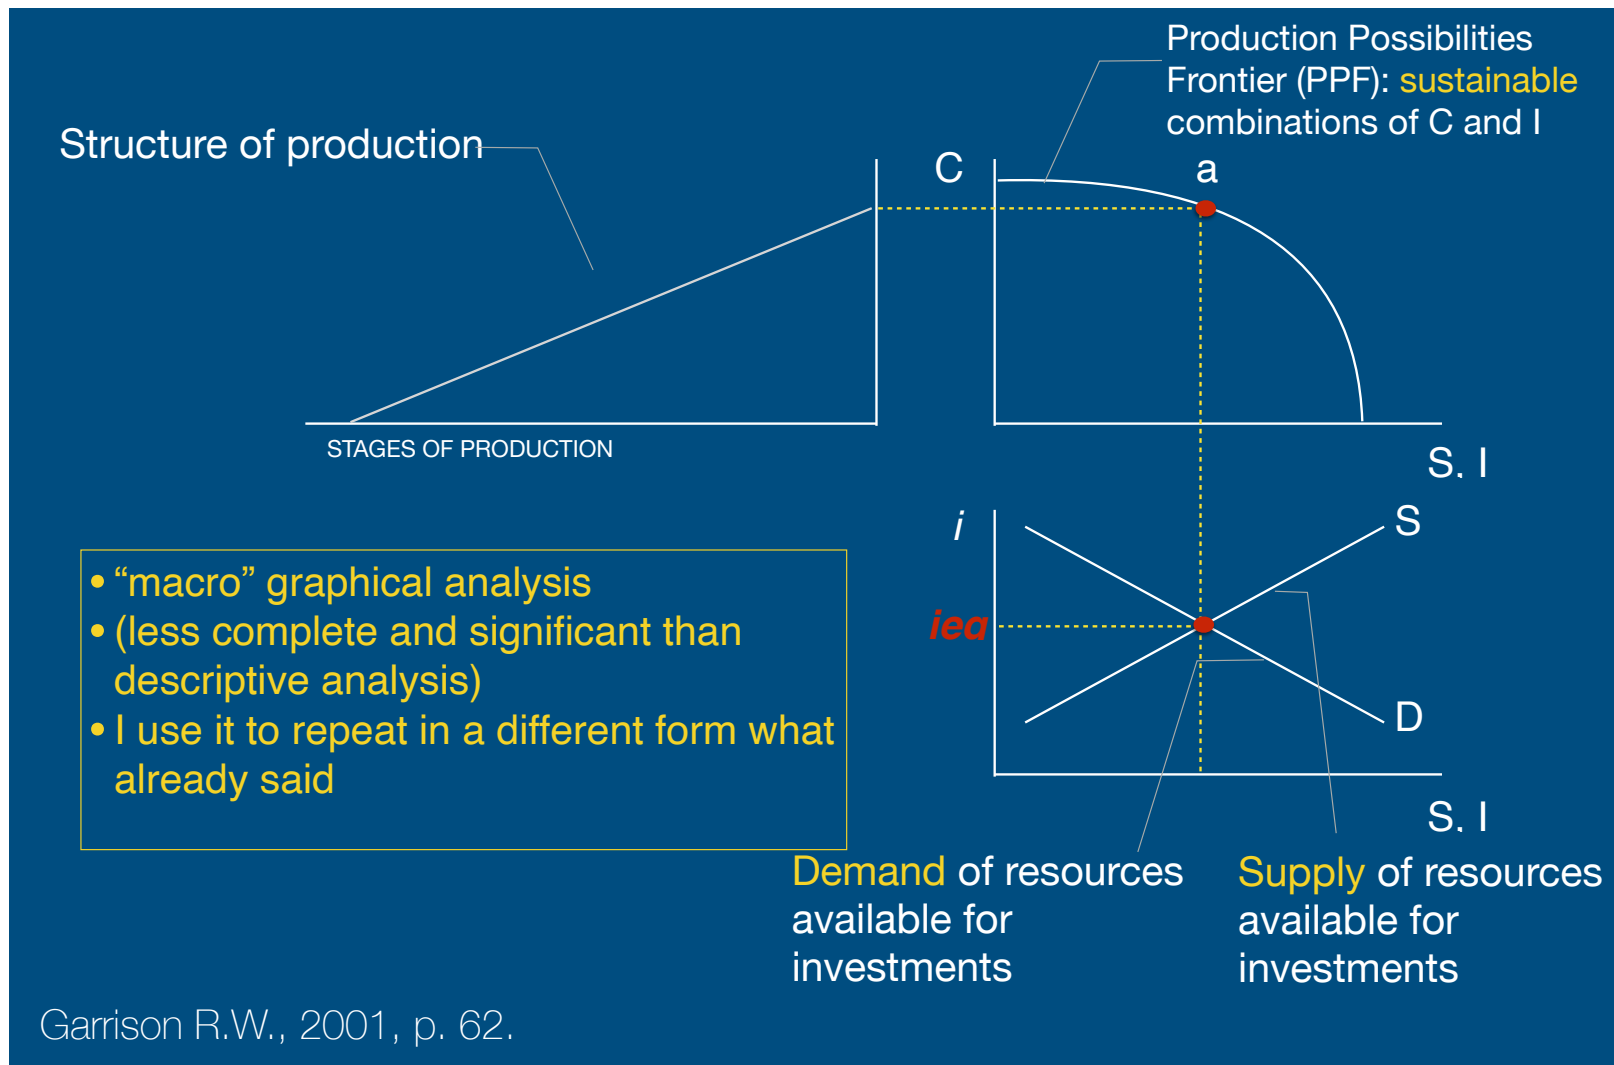 Production Possibilities
Frontier (PPF): sustainable
combinations of C and I
Structure of production
C
a
STAGES OF PRODUCTION
S, I
i
S
iea
D
S, I
• “macro” graphical analysis
• (less complete and significant than
descriptive analysis)
• I use it to repeat in a different form what
already said
Demand of resources
available for
investments
Supply of resources
available for
investments
Garrison R.W., 2001, p. 62.